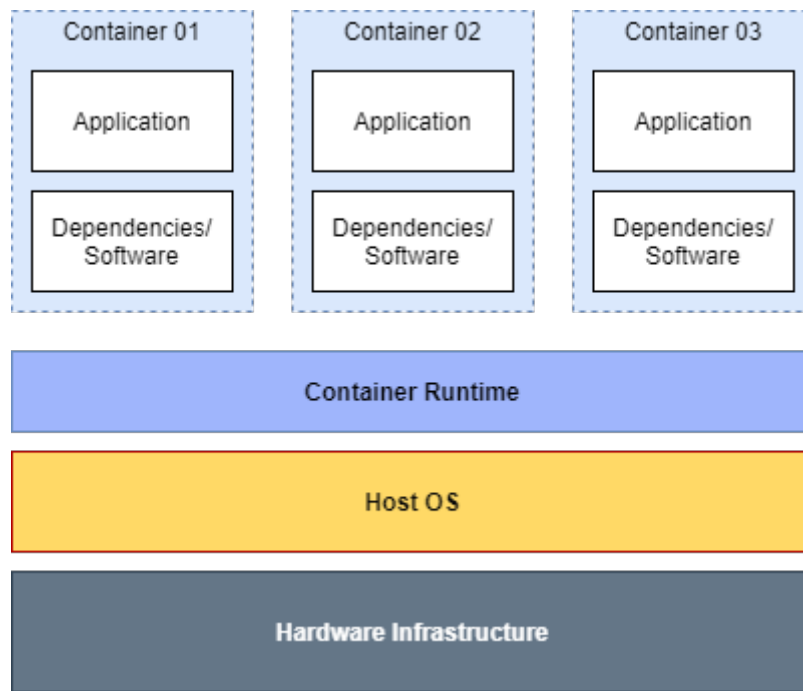 Container 01
Container 02
Container 03
Application
Application
Application
Dependencies/
Software
Dependencies/
Software
Dependencies/
Software
Container Runtime
Host OS
Hardware Infrastructure